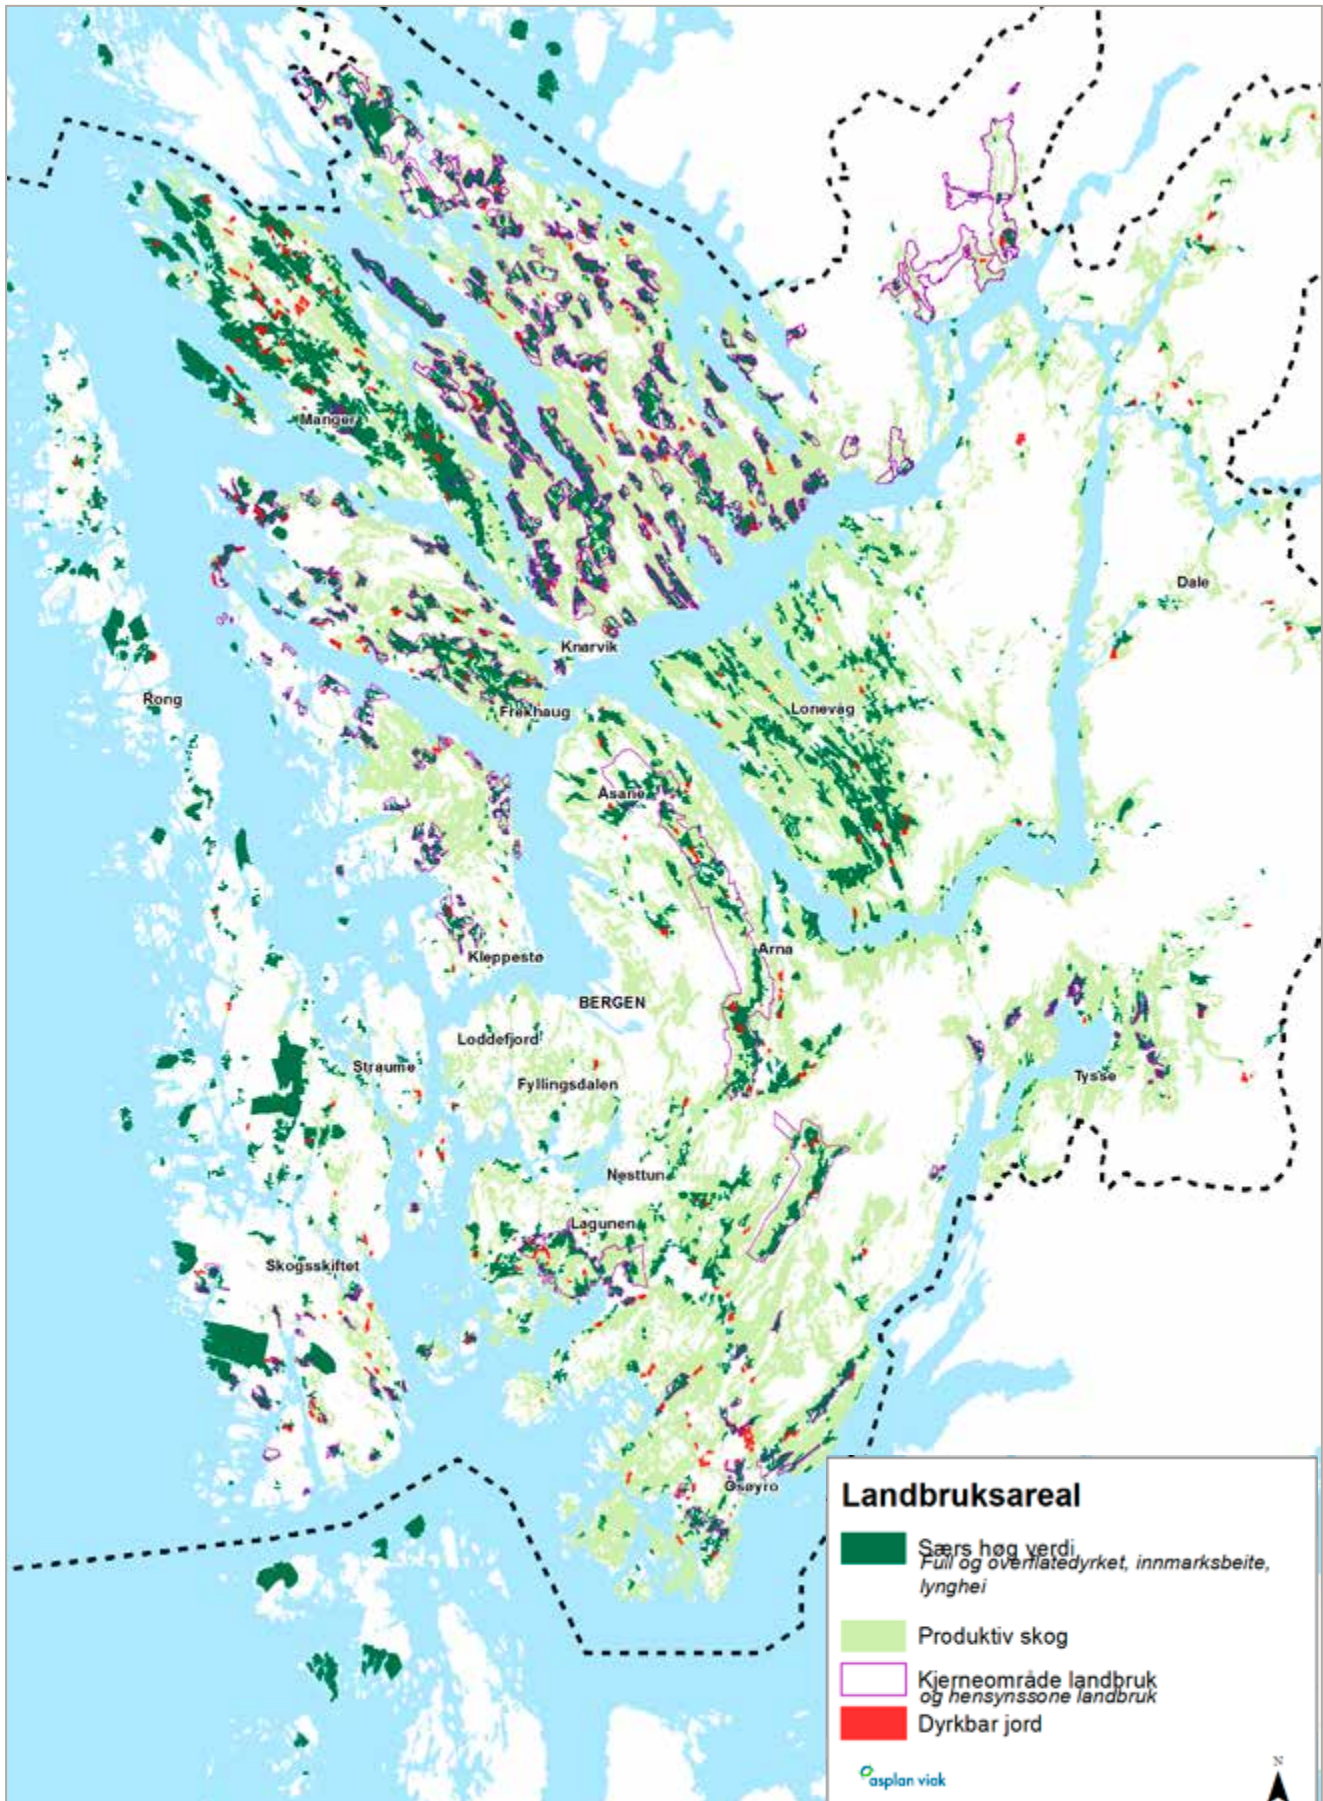 Manger
Dale
Knarvik
Rong
Frekhaug
Lonevåg
Åsane
Arna
Kleppestø
BERGEN
Loddefjord
Straume
Fyllingsdalen
Tysse
Nesttun
Lagunen
Skogsskiftet
Osøyro
Landbruksareal
Særs høg verdi
Full og overflatedyrket, innmarksbeite,
lynghei
Produktiv skog
Kjerneområde landbruk
og hensynssone landbruk
Dyrkbar jord
asplan viak
N